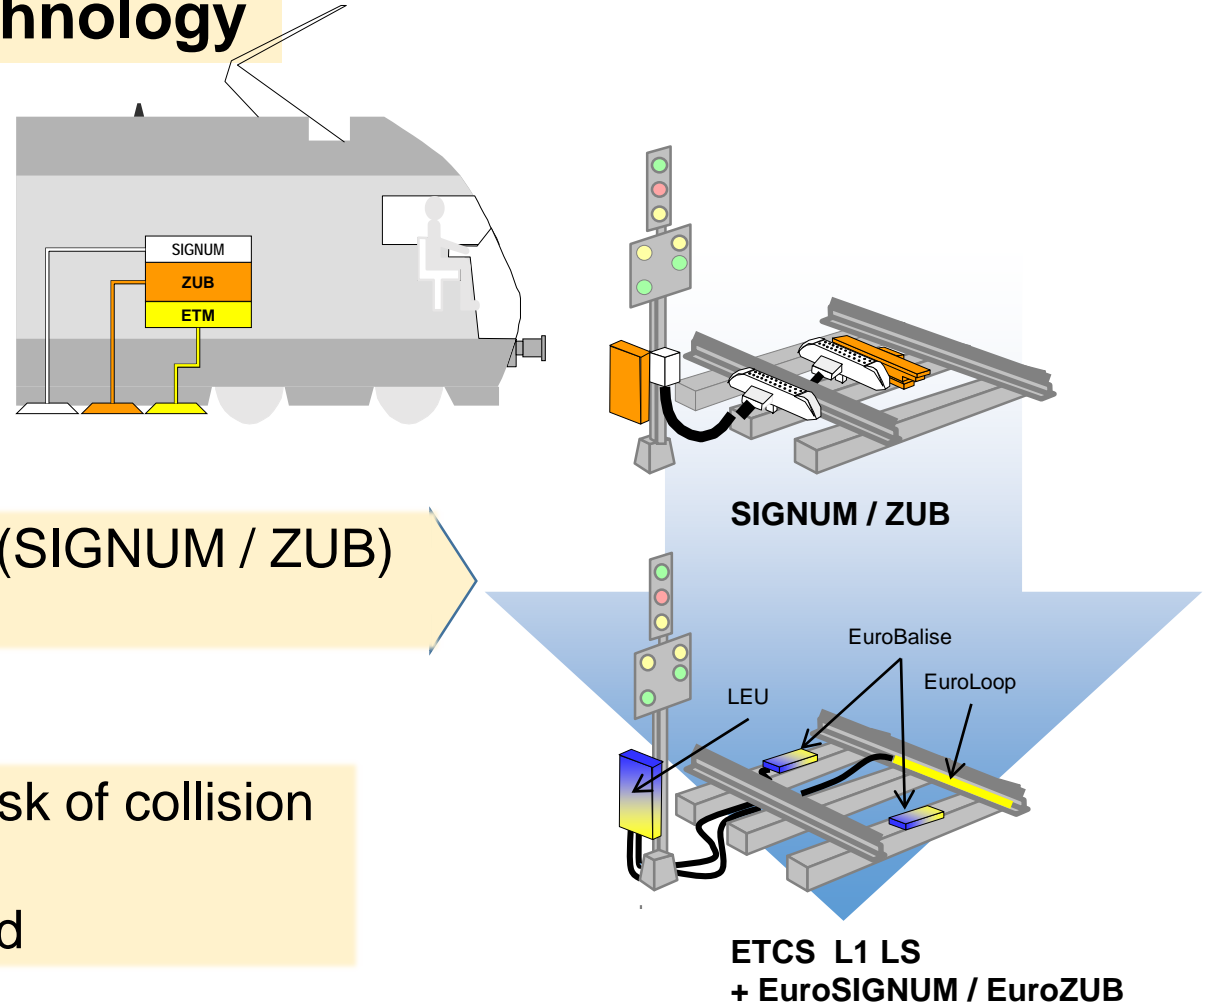 hnology
SIGNUM
ZUB
ETM
SIGNUM / ZUB
(SIGNUM / ZUB)
EuroBalise
EuroLoop
LEU
sk of collision
d
ETCS L1 LS
+ EuroSIGNUM / EuroZUB